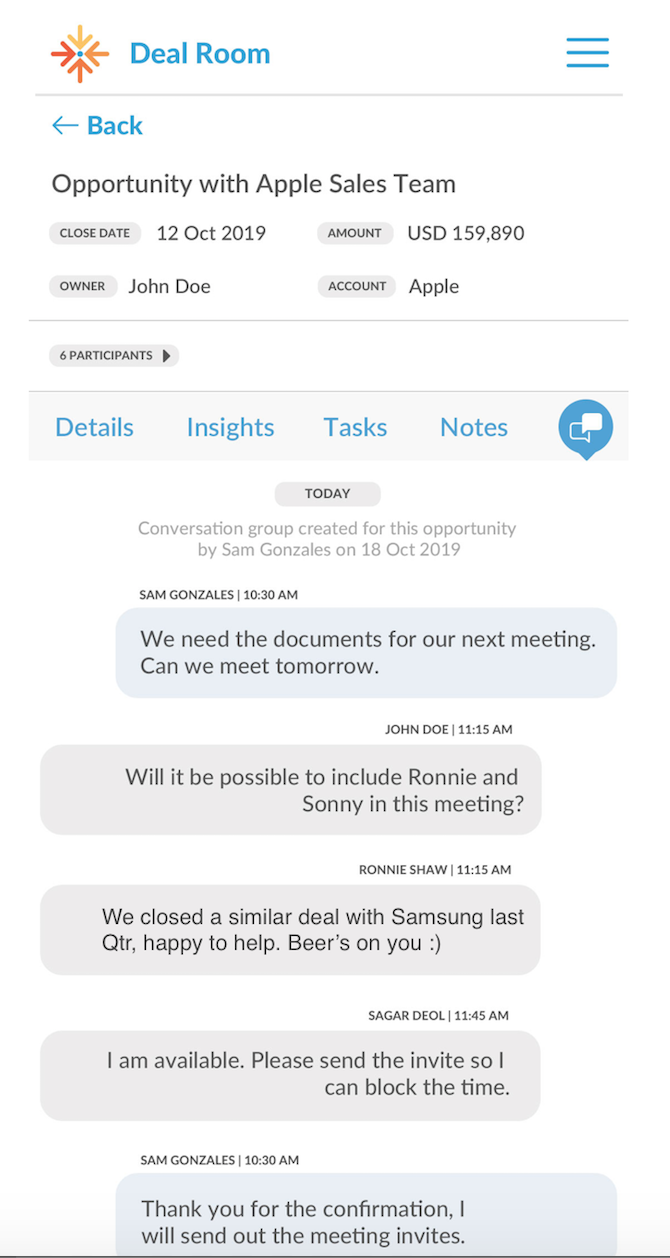 Deal Room
← Back
Opportunity with Apple Sales Team
CLOSE DATE 12 Oct 2019 AMOUNT USD 159,890
OWNER John Doe ACCOUNT Apple
6 PARTICIPANTS
Details Insights Tasks Notes
TODAY
Conversation group created for this opportunity
by Sam Gonzales on 18 Oct 2019
SAM GONZALES | 10:30 AM
We need the documents for our next meeting.
Can we meet tomorrow.
JOHN DOE | 11:15 AM
Will it be possible to include Ronnie and
Sonny in this meeting?
RONNIE SHAW | 11:15 AM
We closed a similar deal with Samsung last
Qtr, happy to help. Beer’s on you :)
SAGAR DEOL | 11:45 AM
I am available. Please send the invite so I
can block the time.
SAM GONZALES | 10:30 AM
Thank you for the confirmation, I
will send out the meeting invites.